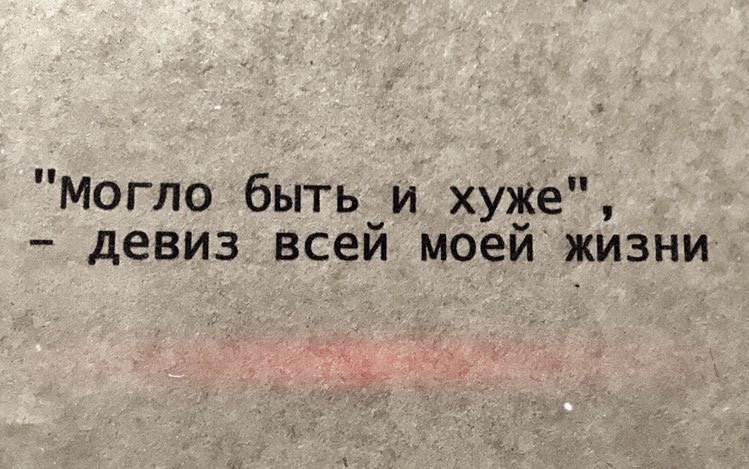 "Могло быть и хуже",
- девиз всей моей жизни